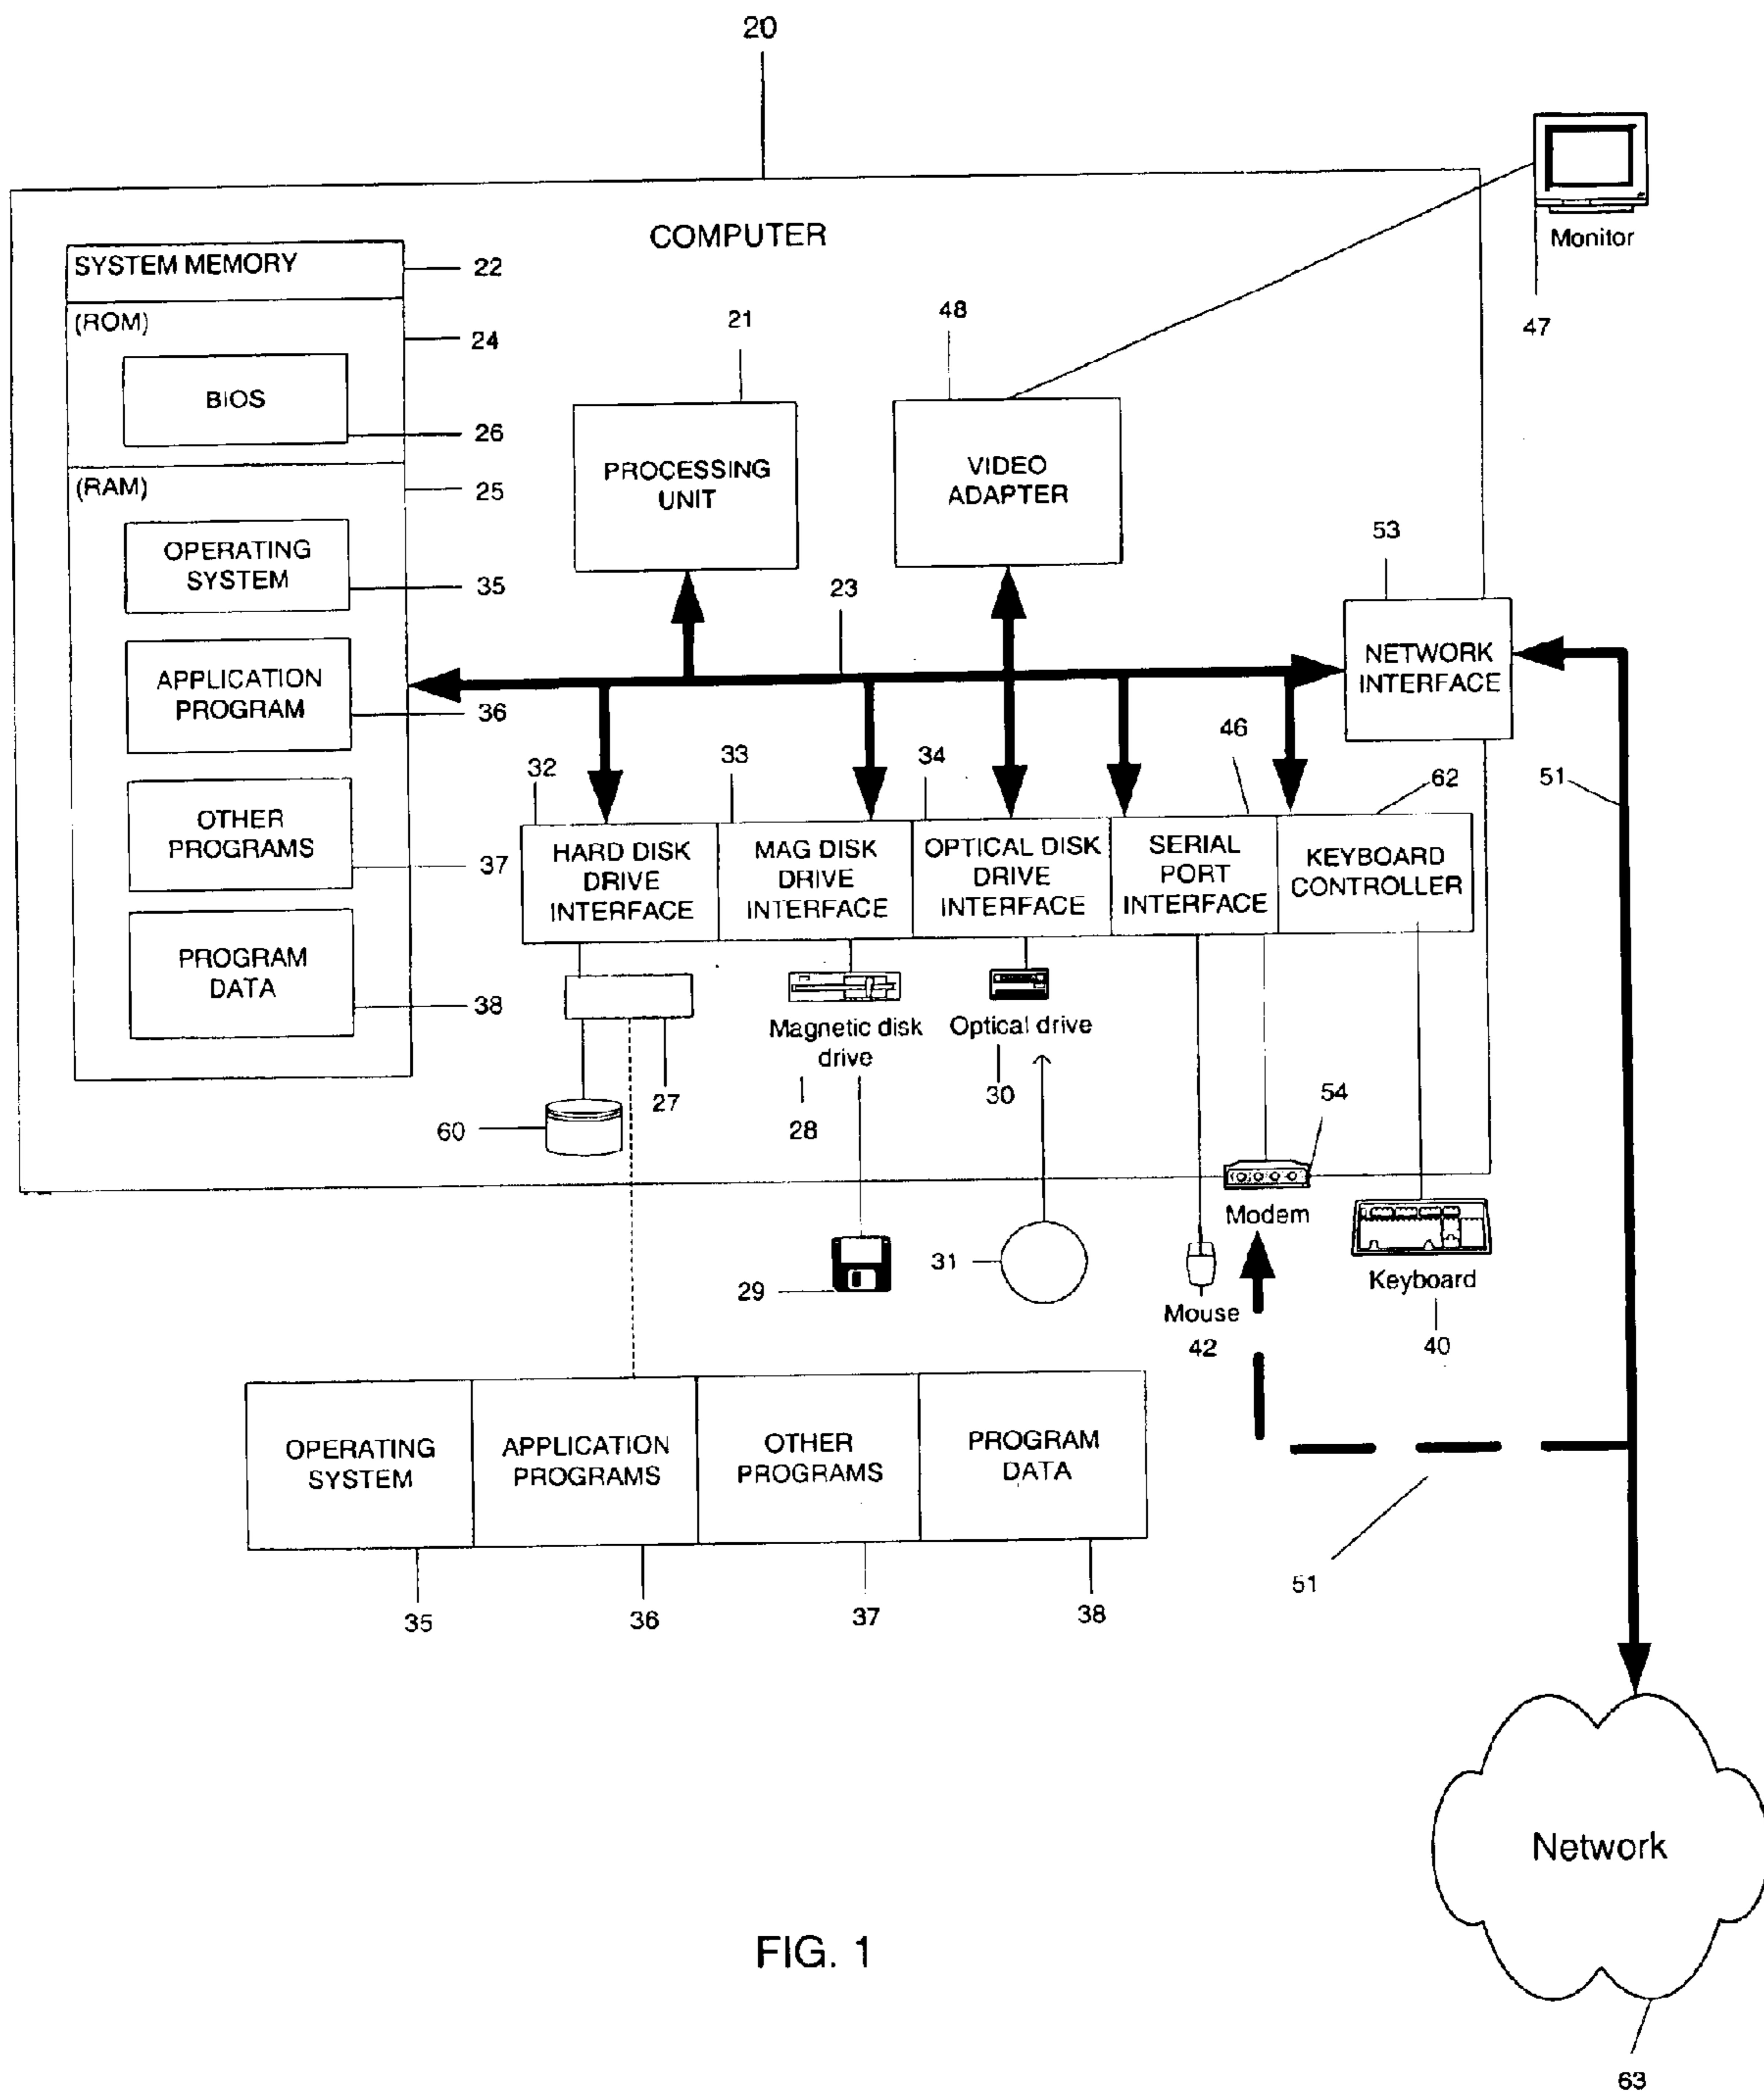 20
COMPUTER
Monitor
47
SYSTEM MEMORY
22
(ROM)
24
BIOS
26
(RAM)
25
OPERATING
SYSTEM
35
APPLICATION
PROGRAM
36
OTHER
PROGRAMS
37
PROGRAM
DATA
38
21
PROCESSING
UNIT
48
VIDEO
ADAPTER
23
53
NETWORK
INTERFACE
51
32
HARD DISK
DRIVE
INTERFACE
33
MAG DISK
DRIVE
INTERFACE
34
OPTICAL DISK
DRIVE
INTERFACE
46
SERIAL
PORT
INTERFACE
62
KEYBOARD
CONTROLLER
27
60
Magnetic disk
drive
28
Optical drive
30
54
Modem
29
31
Mouse
42
Keyboard
40
OPERATING
SYSTEM
APPLICATION
PROGRAMS
OTHER
PROGRAMS
PROGRAM
DATA
35
36
37
38
51
Network
63
FIG. 1